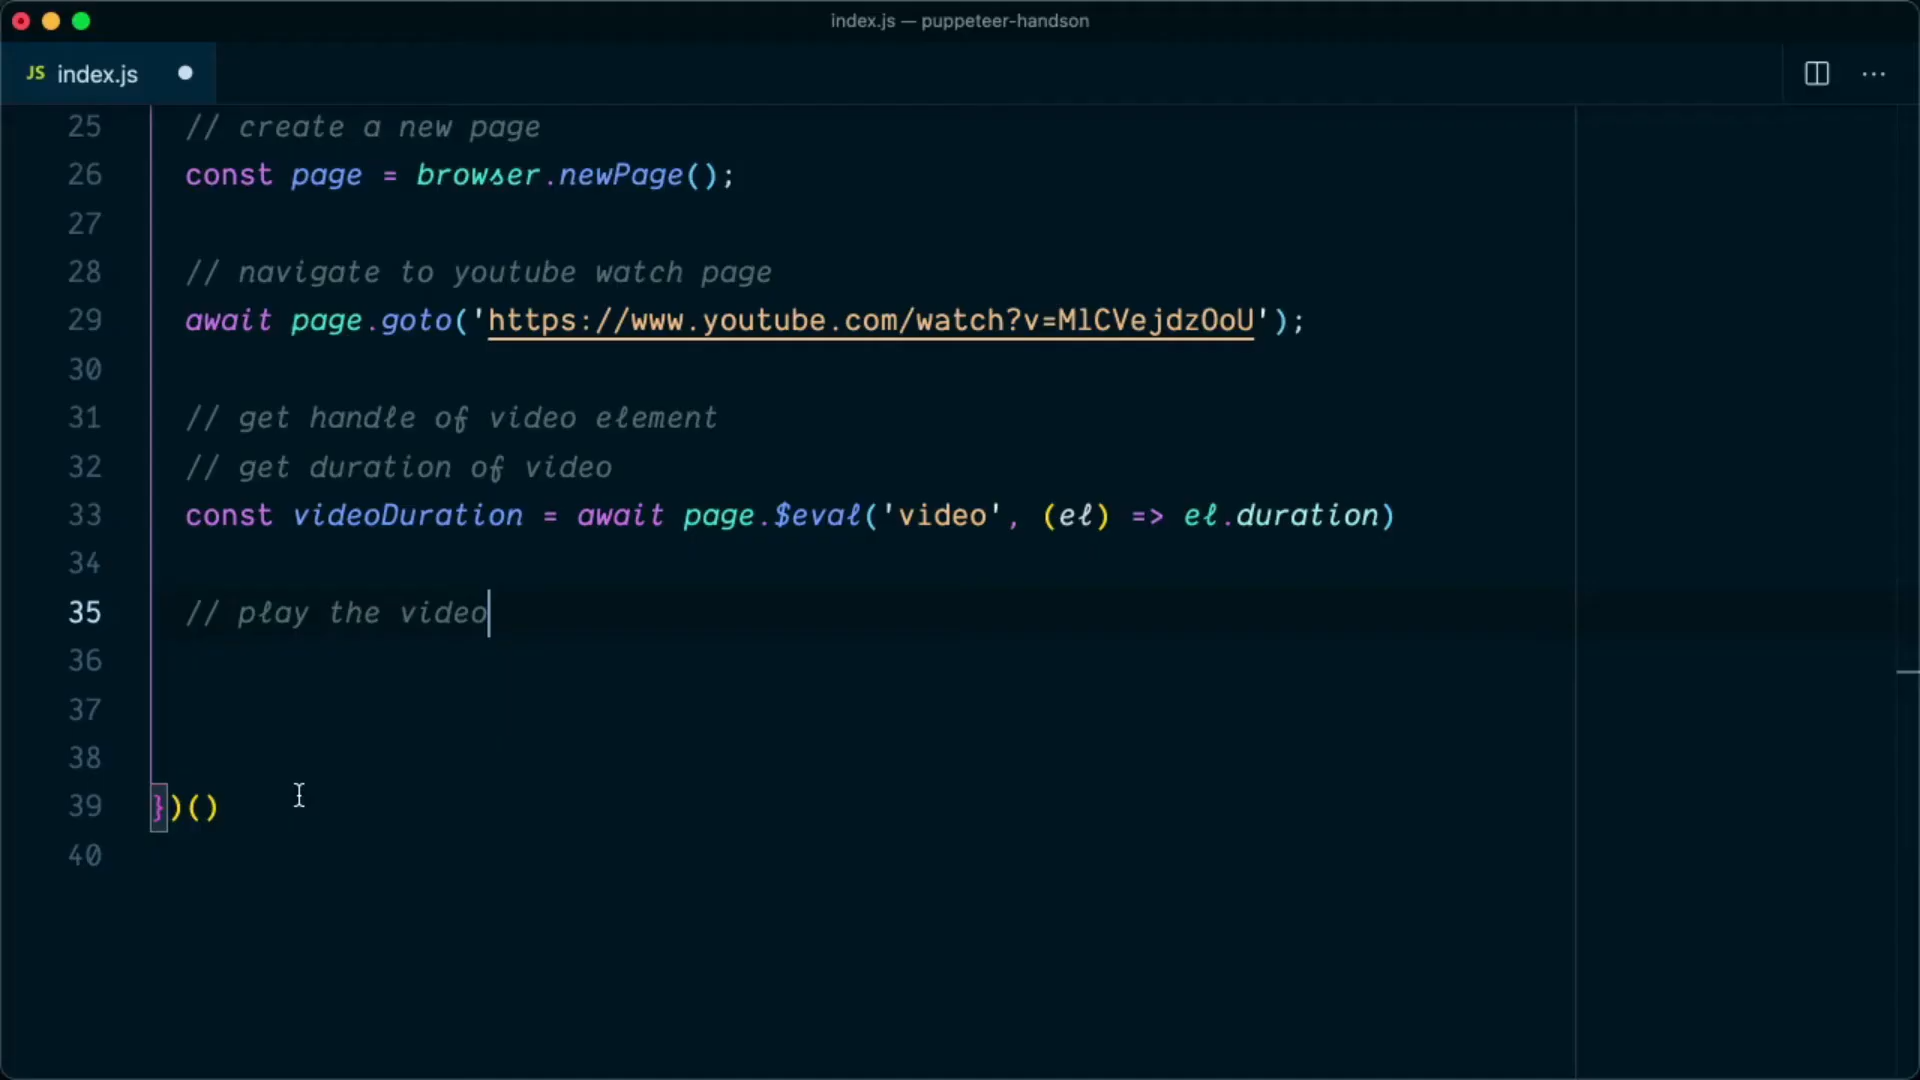 index.js — puppeteer-handson
JS index.js
25 // create a new page
26 const page = browser.newPage();
27
28 // navigate to youtube watch page
29 await page.goto('https://www.youtube.com/watch?v=MlCVejdzOoU');
30
31 // get handle of video element
32 // get duration of video
33 const videoDuration = await page.$eval('video', (el) => el.duration)
34
35 // play the video
36
37
38
39 })()
40